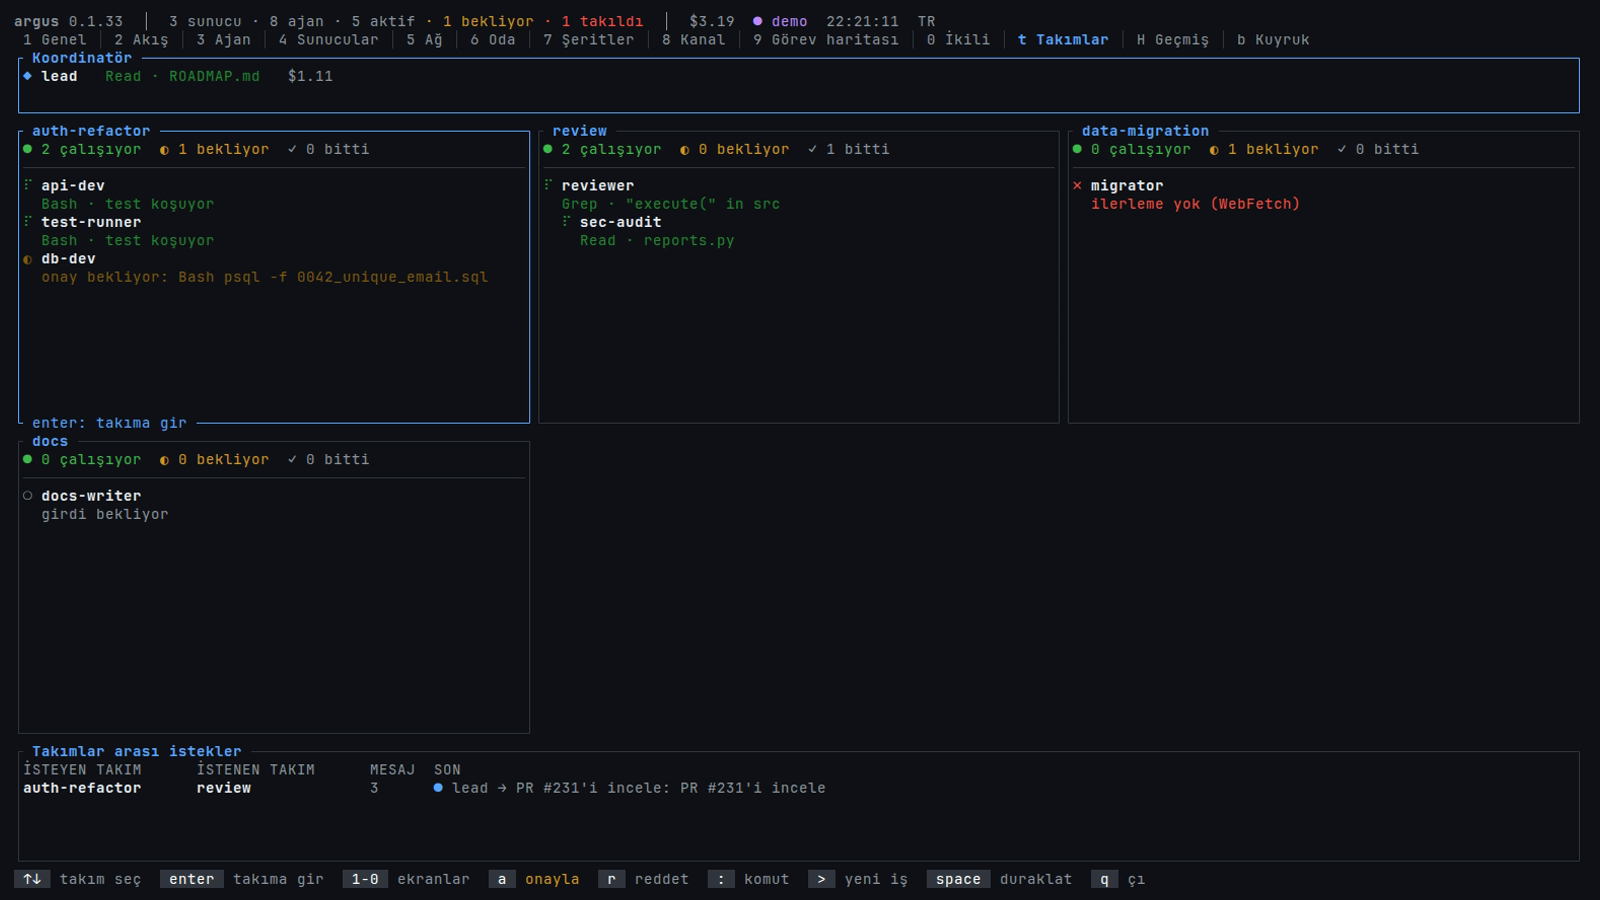 argus 0.1.33 │ 3 sunucu · 8 ajan · 5 aktif · 1 bekliyor · 1 takıldı │ $3.19 ● demo 22:21:11 TR
1 Genel │ 2 Akış │ 3 Ajan │ 4 Sunucular │ 5 Ağ │ 6 Oda │ 7 Şeritler │ 8 Kanal │ 9 Görev haritası │ 0 İkili │ t Takımlar │ H Geçmiş │ b Kuyruk
Koordinatör
◆ lead Read · ROADMAP.md $1.11
auth-refactor
● 2 çalışıyor ◐ 1 bekliyor ✓ 0 bitti
api-dev
Bash · test koşuyor
test-runner
Bash · test koşuyor
◐ db-dev
onay bekliyor: Bash psql -f 0042_unique_email.sql
enter: takıma gir
review
● 2 çalışıyor ◐ 0 bekliyor ✓ 1 bitti
reviewer
Grep · "execute(" in src
sec-audit
Read · reports.py
data-migration
● 0 çalışıyor ◐ 1 bekliyor ✓ 0 bitti
✕ migrator
ilerleme yok (WebFetch)
docs
● 0 çalışıyor ◐ 0 bekliyor ✓ 0 bitti
○ docs-writer
girdi bekliyor
Takımlar arası istekler
İSTEYEN TAKIM İSTENEN TAKIM MESAJ SON
auth-refactor review 3 ● lead → PR #231'i incele: PR #231'i incele
↑↓ takım seç enter takıma gir 1-0 ekranlar a onayla r reddet : komut > yeni iş space duraklat q çı